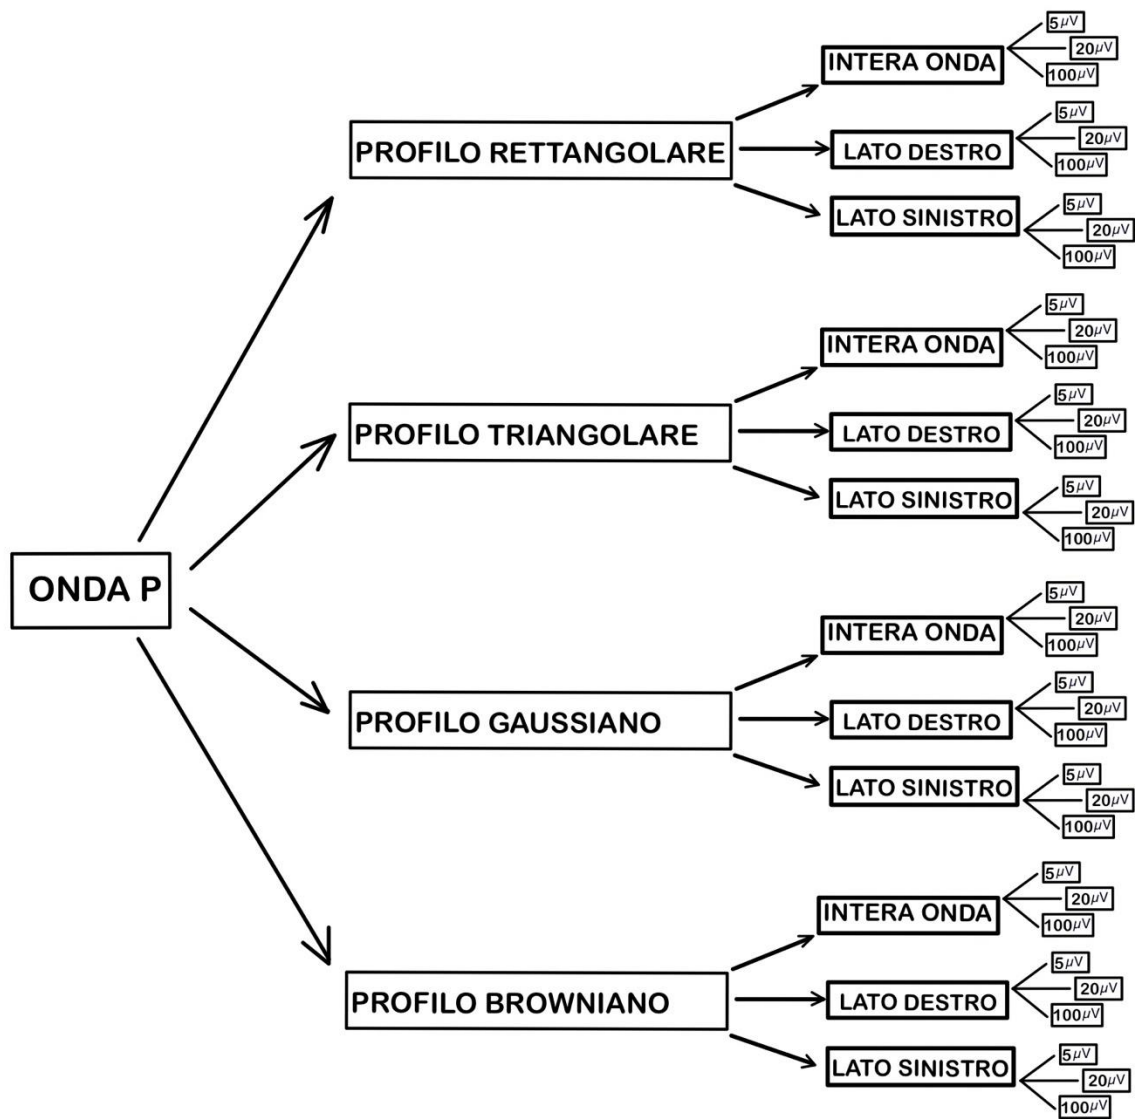 ONDA P
PROFILO RETTANGOLARE
INTERA ONDA
5μV
20μV
100μV
LATO DESTRO
5μV
20μV
100μV
LATO SINISTRO
5μV
20μV
100μV
PROFILO TRIANGOLARE
INTERA ONDA
5μV
20μV
100μV
LATO DESTRO
5μV
20μV
100μV
LATO SINISTRO
5μV
20μV
100μV
PROFILO GAUSSIANO
INTERA ONDA
5μV
20μV
100μV
LATO DESTRO
5μV
20μV
100μV
LATO SINISTRO
5μV
20μV
100μV
PROFILO BROWNIANO
INTERA ONDA
5μV
20μV
100μV
LATO DESTRO
5μV
20μV
100μV
LATO SINISTRO
5μV
20μV
100μV